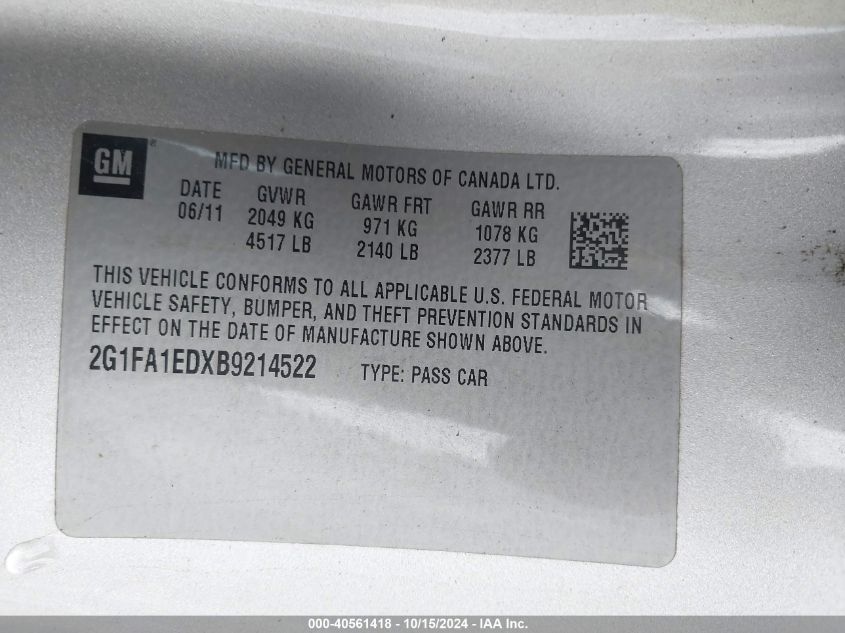 GM ®
MFD BY GENERAL MOTORS OF CANADA LTD.
DATE GVWR GAWR FRT GAWR RR
06/11 2049 KG 971 KG 1078 KG
4517 LB 2140 LB 2377 LB
THIS VEHICLE CONFORMS TO ALL APPLICABLE U.S. FEDERAL MOTOR
VEHICLE SAFETY, BUMPER, AND THEFT PREVENTION STANDARDS IN
EFFECT ON THE DATE OF MANUFACTURE SHOWN ABOVE.
2G1FA1EDXB9214522 TYPE: PASS CAR
000-40561418 - 10/15/2024 - IAA Inc.